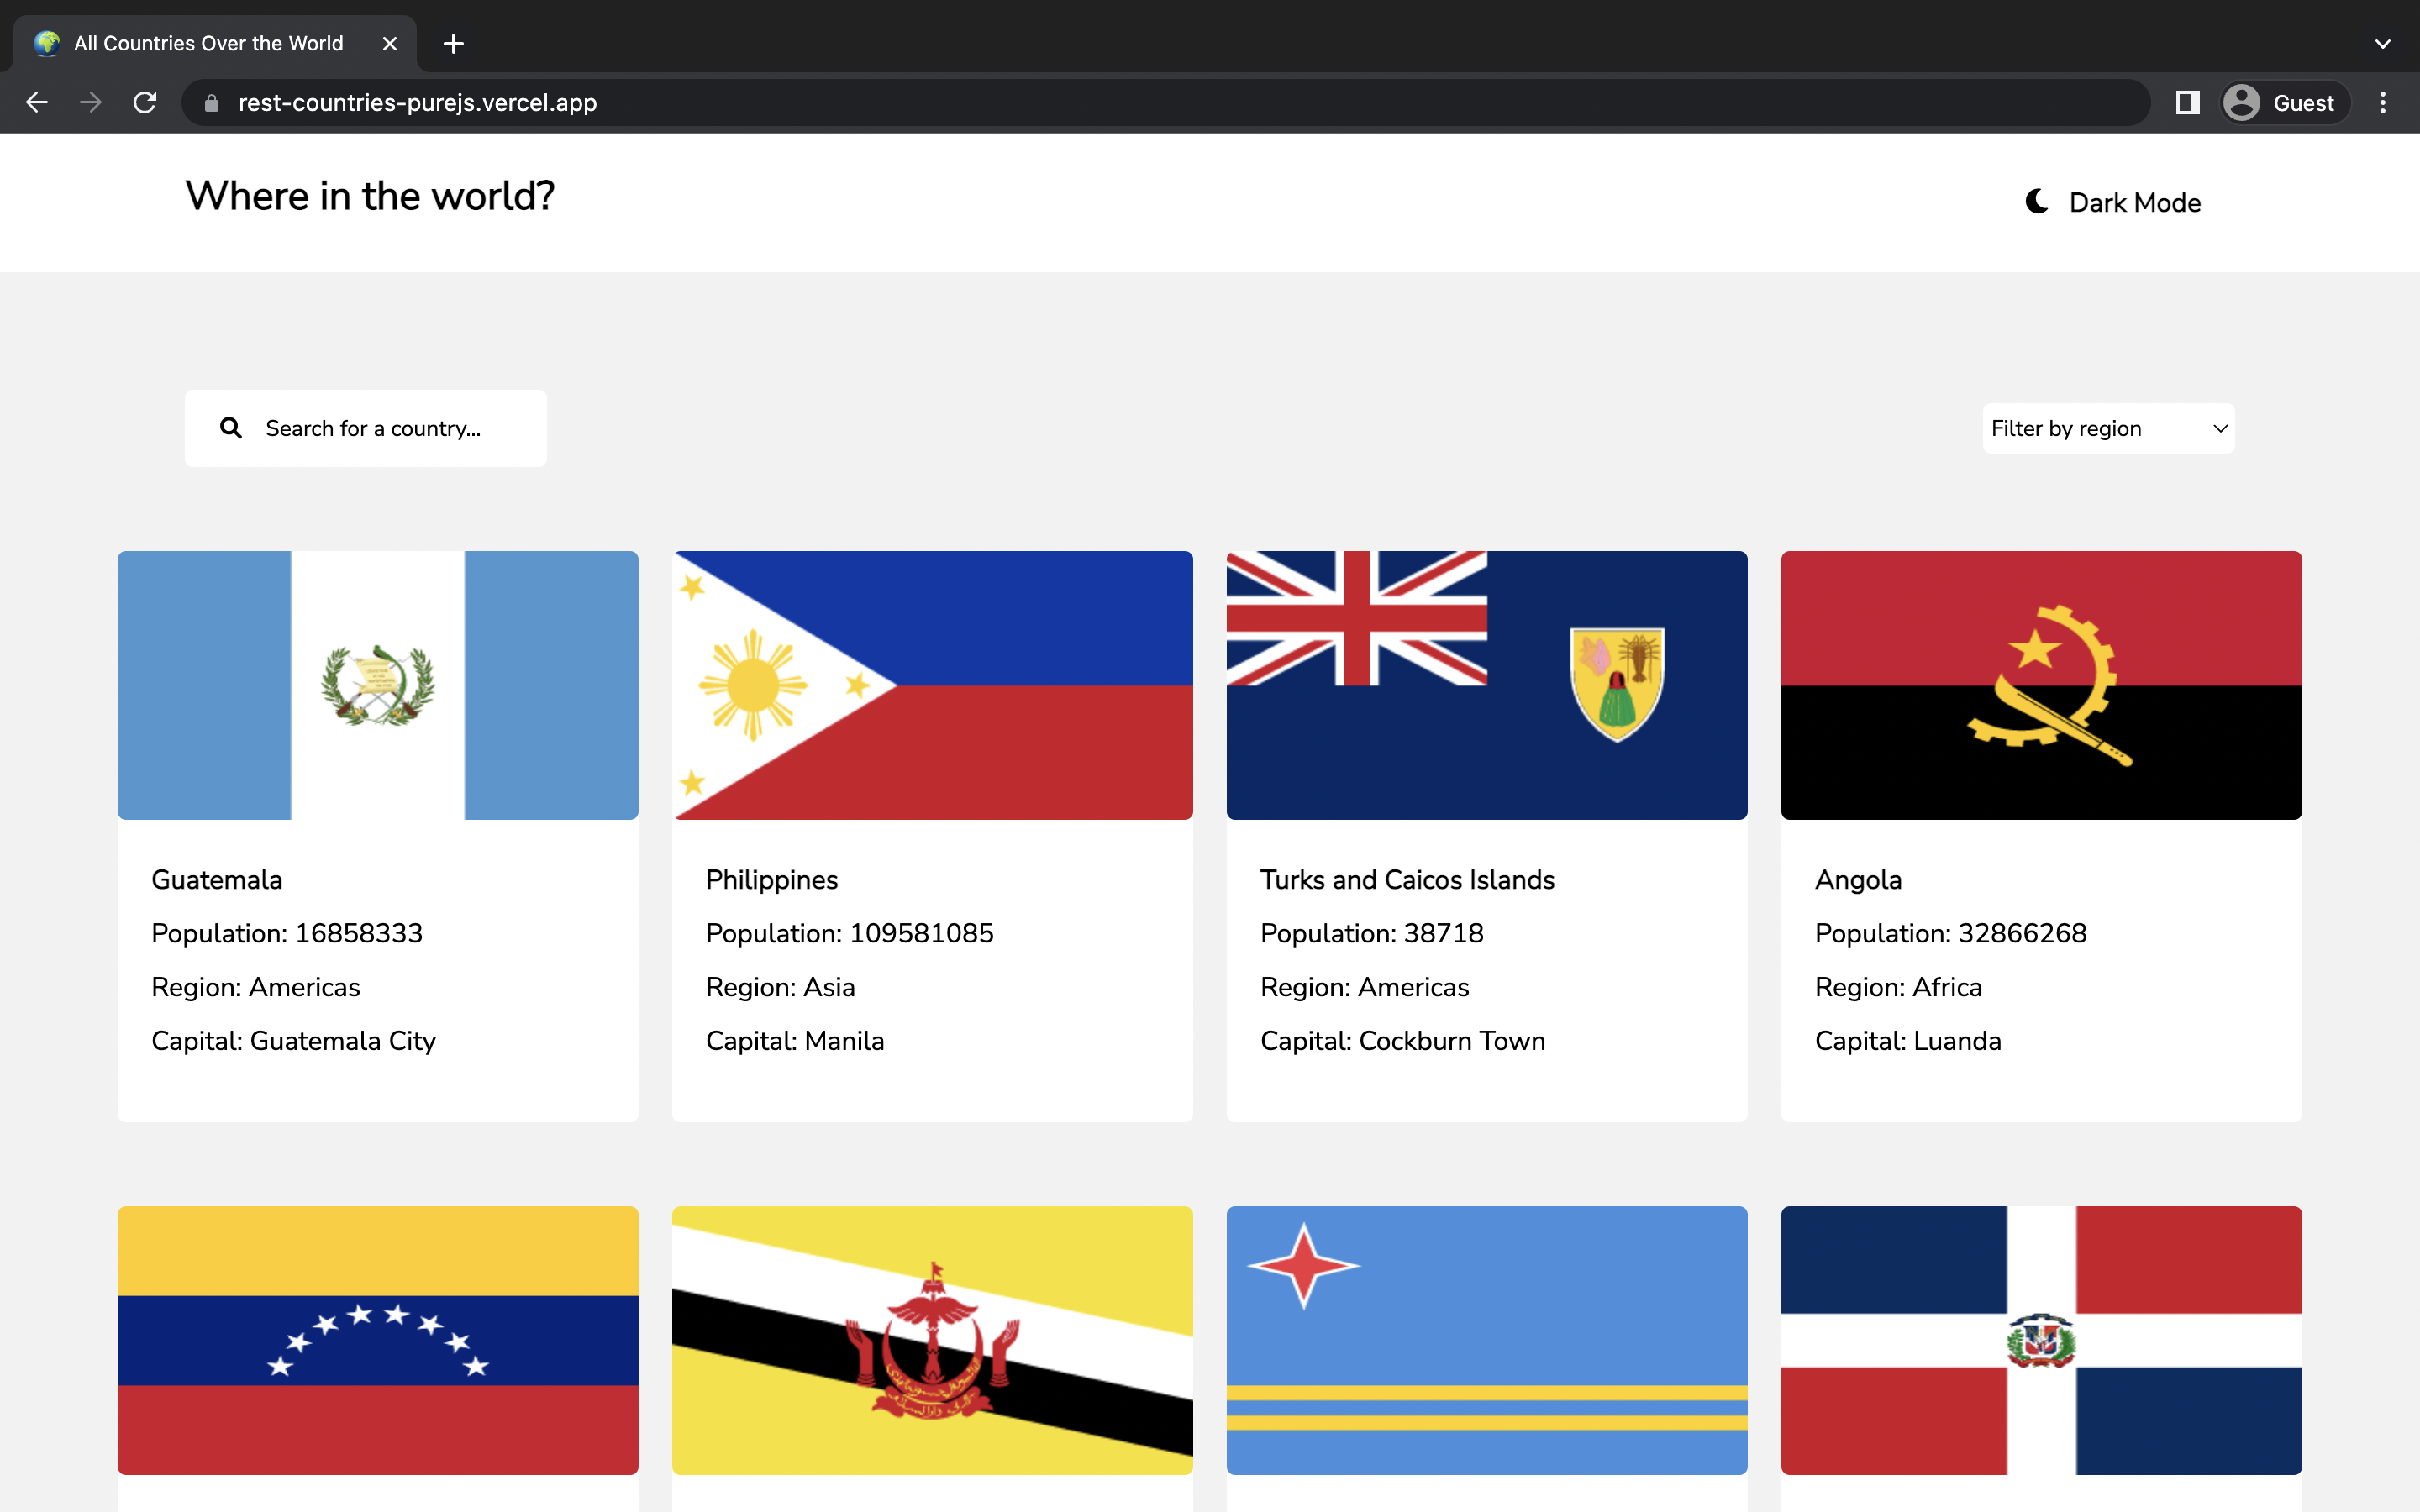 All Countries Over the World
rest-countries-purejs.vercel.app
Guest
Where in the world?
Dark Mode
Search for a country...
Filter by region
Guatemala
Population: 16858333
Region: Americas
Capital: Guatemala City
Philippines
Population: 109581085
Region: Asia
Capital: Manila
Turks and Caicos Islands
Population: 38718
Region: Americas
Capital: Cockburn Town
Angola
Population: 32866268
Region: Africa
Capital: Luanda